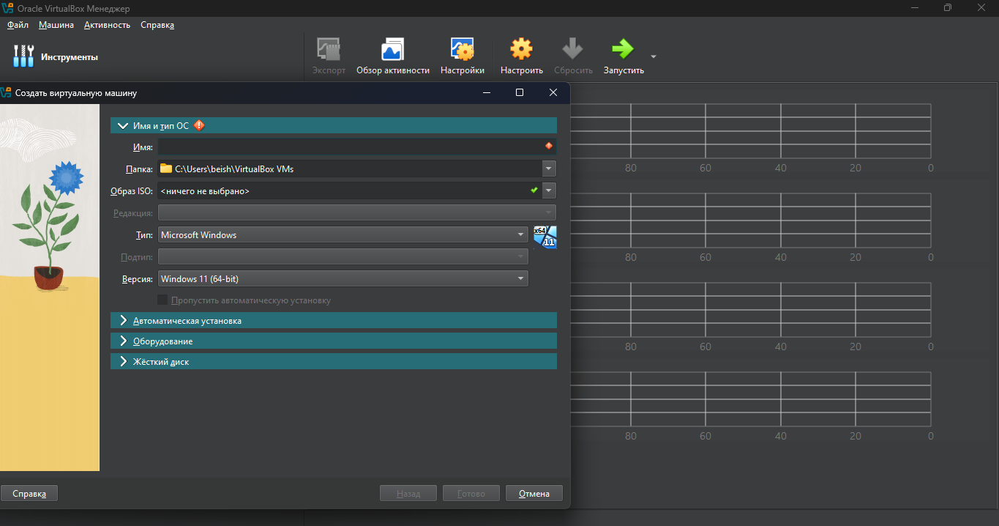 Oracle VirtualBox Менеджер
Файл Машина Активность Справка
Инструменты
Экспорт Обзор активности Настройки Настроить Сбросить Запустить
Создать виртуальную машину
Имя и тип ОС
Имя:
Папка: C:\Users\beish\VirtualBox VMs
Образ ISO: <ничего не выбрано>
Редакция:
Тип: Microsoft Windows
x64
11
Подтип:
Версия: Windows 11 (64-bit)
Пропустить автоматическую установку
Автоматическая установка
Оборудование
Жёсткий диск
Справка Назад Готово Отмена
80 60 40 20 0
80 60 40 20 0
80 60 40 20 0
80 60 40 20 0